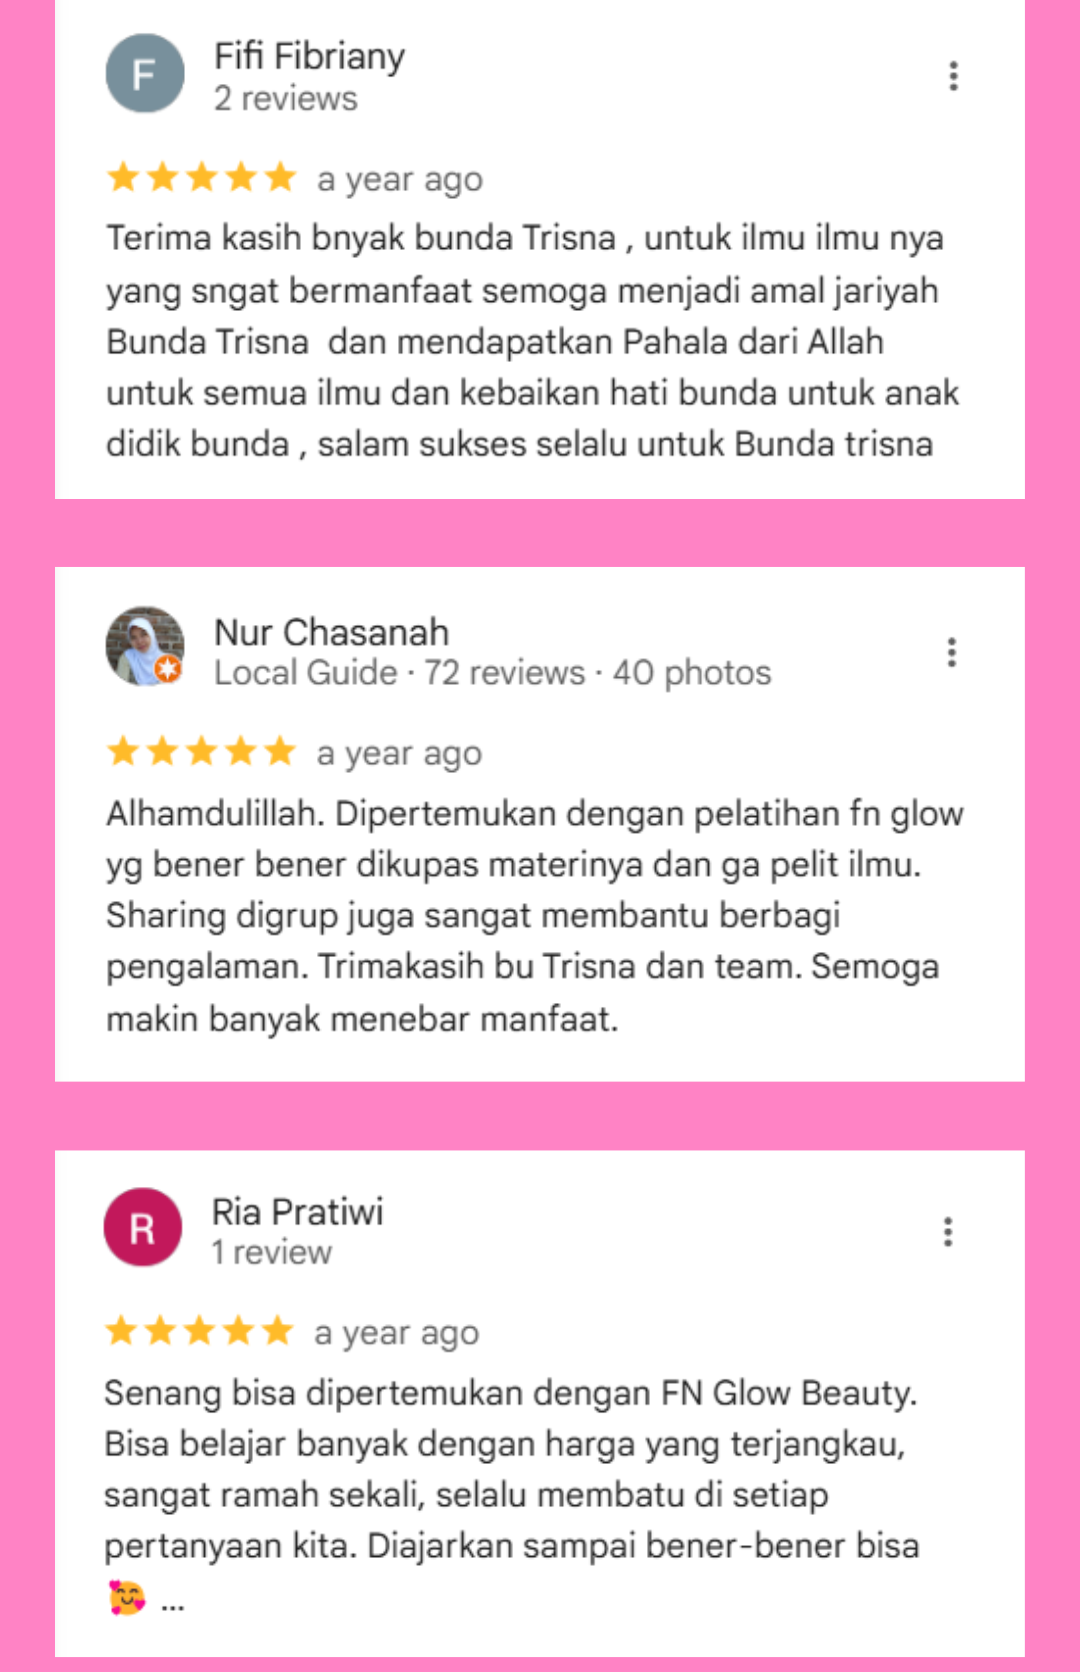 F
Fifi Fibriany
2 reviews
a year ago
Terima kasih bnyak bunda Trisna , untuk ilmu ilmu nya
yang sngat bermanfaat semoga menjadi amal jariyah
Bunda Trisna  dan mendapatkan Pahala dari Allah
untuk semua ilmu dan kebaikan hati bunda untuk anak
didik bunda , salam sukses selalu untuk Bunda trisna
Nur Chasanah
Local Guide · 72 reviews · 40 photos
a year ago
Alhamdulillah. Dipertemukan dengan pelatihan fn glow
yg bener bener dikupas materinya dan ga pelit ilmu.
Sharing digrup juga sangat membantu berbagi
pengalaman. Trimakasih bu Trisna dan team. Semoga
makin banyak menebar manfaat.
R
Ria Pratiwi
1 review
a year ago
Senang bisa dipertemukan dengan FN Glow Beauty.
Bisa belajar banyak dengan harga yang terjangkau,
sangat ramah sekali, selalu membatu di setiap
pertanyaan kita. Diajarkan sampai bener-bener bisa
🥰 ...